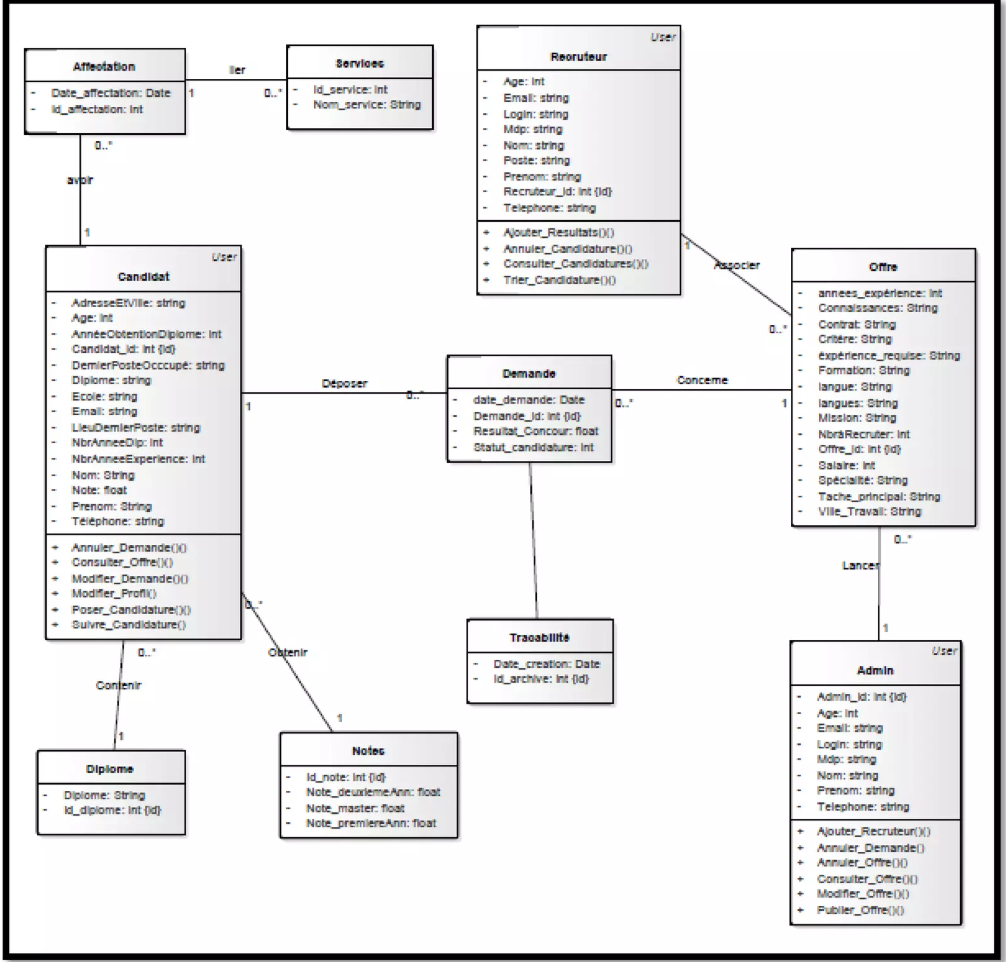 Affectation
- Date_affectation: Date
- Id_affectation: Int
lier
1
0..*
Services
- Id_service: Int
- Nom_service: String
0..*
avoir
1
User
Recruteur
- Age: Int
- Email: string
- Login: string
- Mdp: string
- Nom: string
- Poste: string
- Prenom: string
- Recruteur_Id: Int {id}
- Telephone: string
+ Ajouter_Resultats()()
+ Annuler_Candidature()()
+ Consulter_Candidatures()()
+ Trier_Candidature()()
1
Associer
0..*
Offre
- annees_expérience: Int
- Connaissances: String
- Contrat: String
- Critére: String
- éxpérience_requise: String
- Formation: String
- langue: String
- langues: String
- Mission: String
- NbràRecruter: Int
- Offre_Id: Int {id}
- Salaire: Int
- Spécialité: String
- Tache_principal: String
- Ville_Travail: String
User
Candidat
- AdresseEtVille: string
- Age: Int
- AnnéeObtentionDiplome: Int
- Candidat_Id: Int {id}
- DernierPosteOcccupé: string
- Diplome: string
- Ecole: string
- Email: string
- LieuDernierPoste: string
- NbrAnneeDip: Int
- NbrAnneeExperience: Int
- Nom: String
- Note: float
- Prenom: String
- Téléphone: string
+ Annuler_Demande()()
+ Consulter_Offre()()
+ Modifier_Demande()()
+ Modifier_Profil()
+ Poser_Candidature()()
+ Suivre_Candidature()
1
Déposer
0..*
Demande
- date_demande: Date
- Demande_Id: Int {id}
- Resultat_Concour: float
- Statut_candidature: Int
0..*
Concerne
1
0..*
Lancer
1
0..*
Contenir
1
0..*
Obtenir
1
Tracabilité
- Date_creation: Date
- Id_archive: Int {id}
Diplome
- Diplome: String
- Id_diplome: Int {id}
Notes
- Id_note: Int {id}
- Note_deuxiemeAnn: float
- Note_master: float
- Note_premiereAnn: float
User
Admin
- Admin_Id: Int {id}
- Age: Int
- Email: string
- Login: string
- Mdp: string
- Nom: string
- Prenom: string
- Telephone: string
+ Ajouter_Recruteur()()
+ Annuler_Demande()
+ Annuler_Offre()()
+ Consulter_Offre()()
+ Modifier_Offre()()
+ Publier_Offre()()